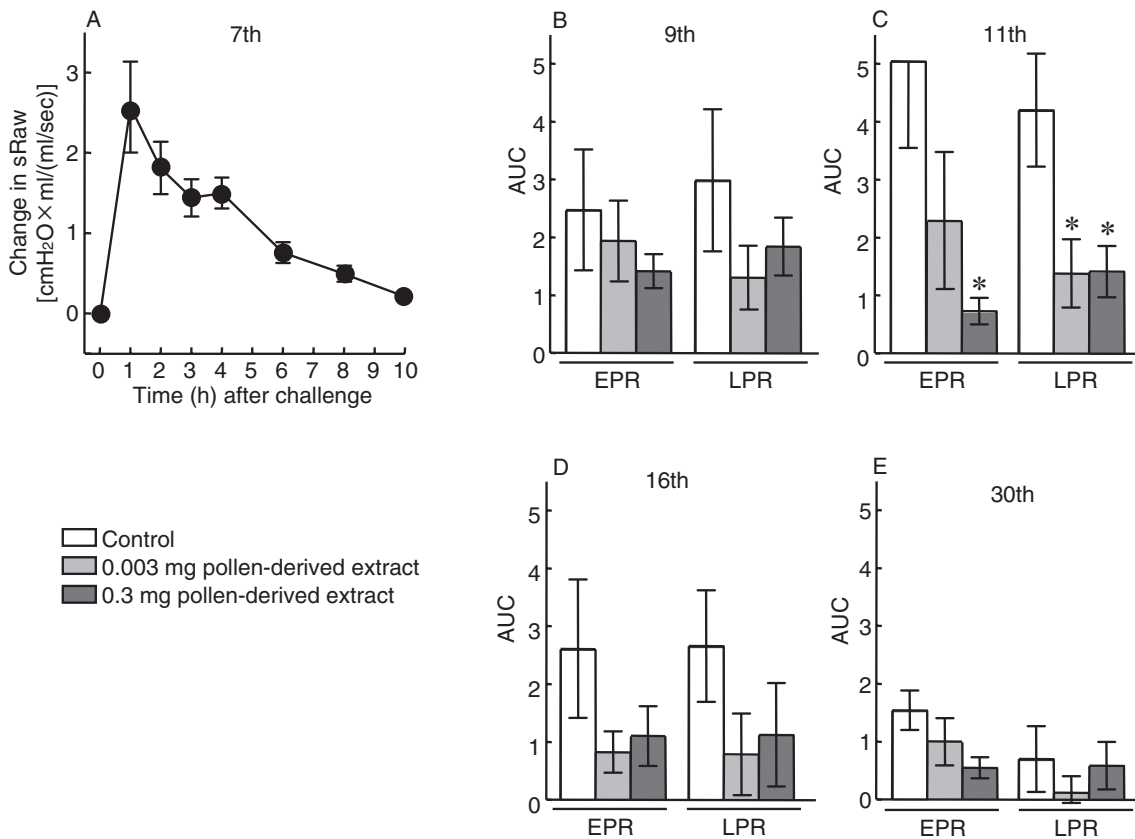 A
7th
Change in sRaw
[cmH₂O×ml/(ml/sec)]
3
2
1
0
0 1 2 3 4 5 6 7 8 9 10
Time (h) after challenge
B
9th
AUC
5
4
3
2
1
0
EPR LPR
C
11th
AUC
5
4
3
2
1
0
* * *
EPR LPR
Control
0.003 mg pollen-derived extract
0.3 mg pollen-derived extract
D
16th
AUC
5
4
3
2
1
0
EPR LPR
E
30th
AUC
5
4
3
2
1
0
EPR LPR